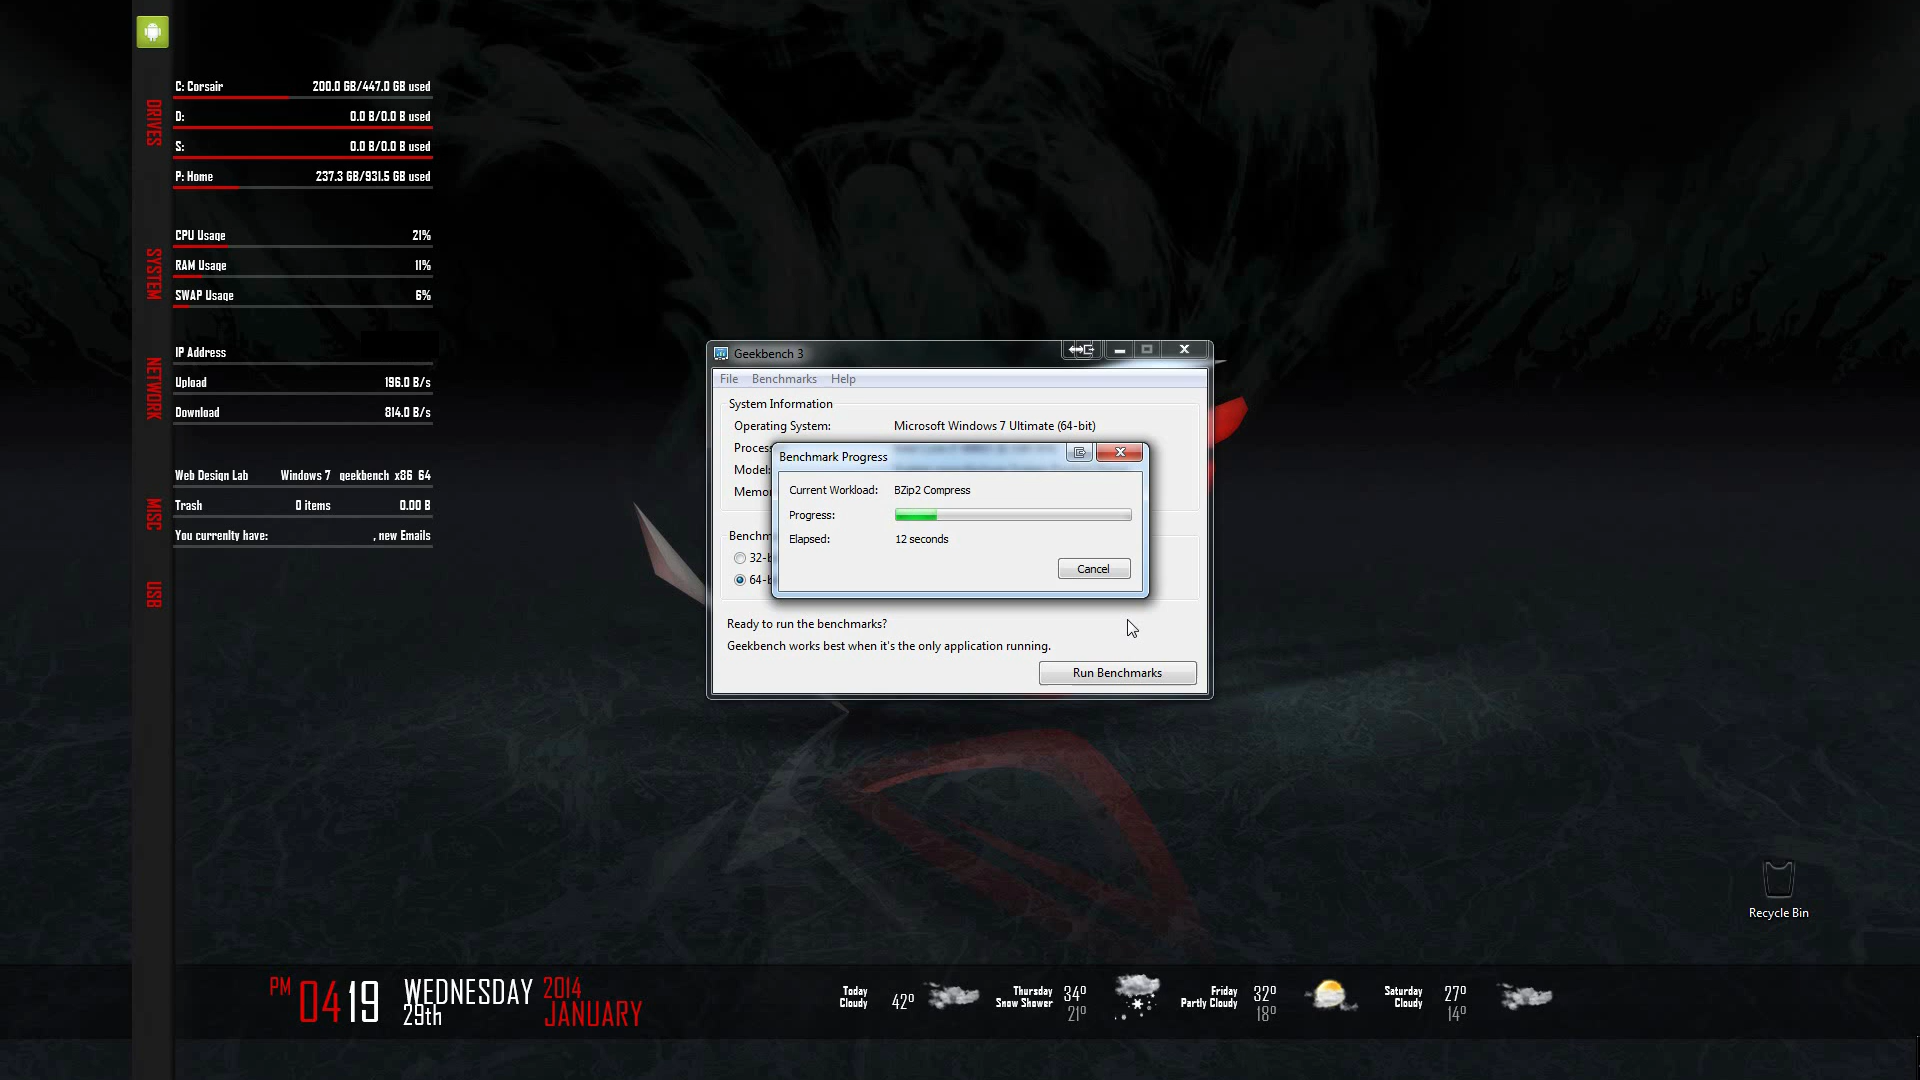 DRIVES
C: Corsair 200.0 GB/447.0 GB used
D: 0.0 B/0.0 B used
S: 0.0 B/0.0 B used
P: Home 237.3 GB/931.5 GB used
SYSTEM
CPU Usage 21%
RAM Usage 11%
SWAP Usage 6%
NETWORK
IP Address
Upload 196.0 B/s
Download 814.0 B/s
MISC
Web Design Lab Windows 7 geekbench x86 64
Trash 0 items 0.00 B
You currenlty have: , new Emails
USB
Geekbench 3
File Benchmarks Help
System Information
Operating System: Microsoft Windows 7 Ultimate (64-bit)
Proces
Model:
Memo
Benchm
32-b
64-b
Benchmark Progress
Current Workload: BZip2 Compress
Progress:
Elapsed: 12 seconds
Cancel
Ready to run the benchmarks?
Geekbench works best when it's the only application running.
Run Benchmarks
Recycle Bin
PM 04 19 WEDNESDAY 29th 2014 JANUARY
Today Cloudy 42°
Thursday Snow Shower 34° 21°
Friday Partly Cloudy 32° 18°
Saturday Cloudy 27° 14°